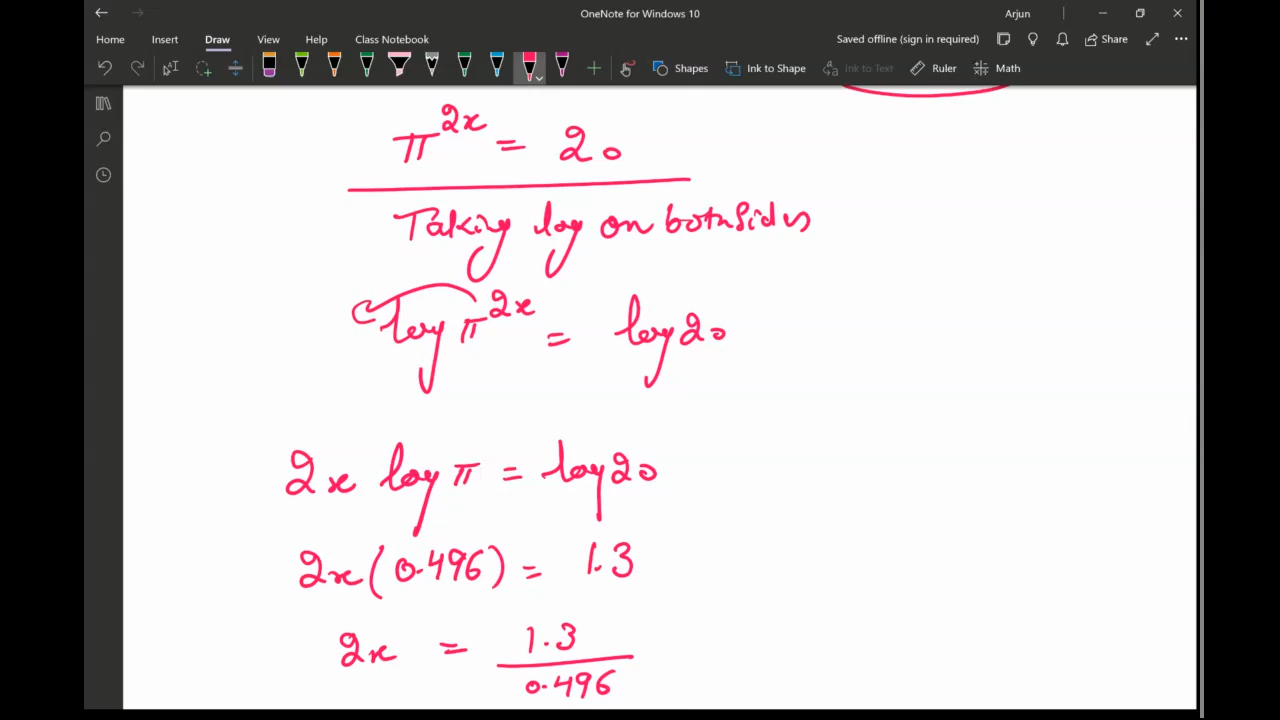 OneNote for Windows 10
Arjun
Home Insert Draw View Help Class Notebook
Saved offline (sign in required)
Share
Shapes
Ink to Shape
Ink to Text
Ruler
Math
π^2x = 20
Taking log on both sides
log π^2x = log 20
2x log π = log 20
2x (0.496) = 1.3
2x = 1.3
0.496